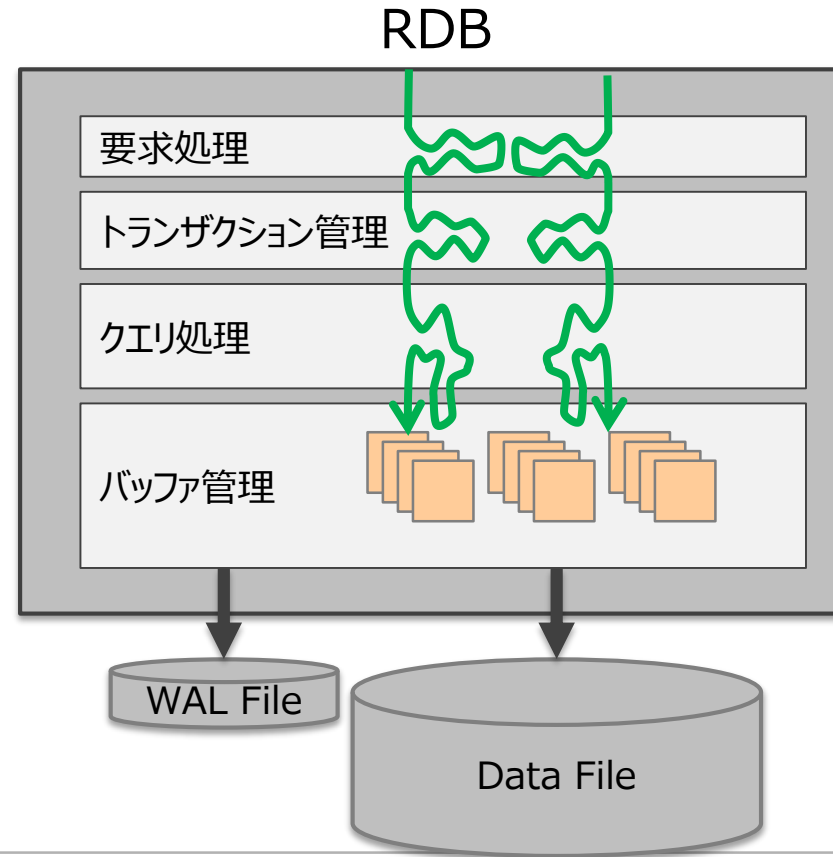 RDB
要求処理
トランザクション管理
クエリ処理
バッファ管理
WAL File
Data File